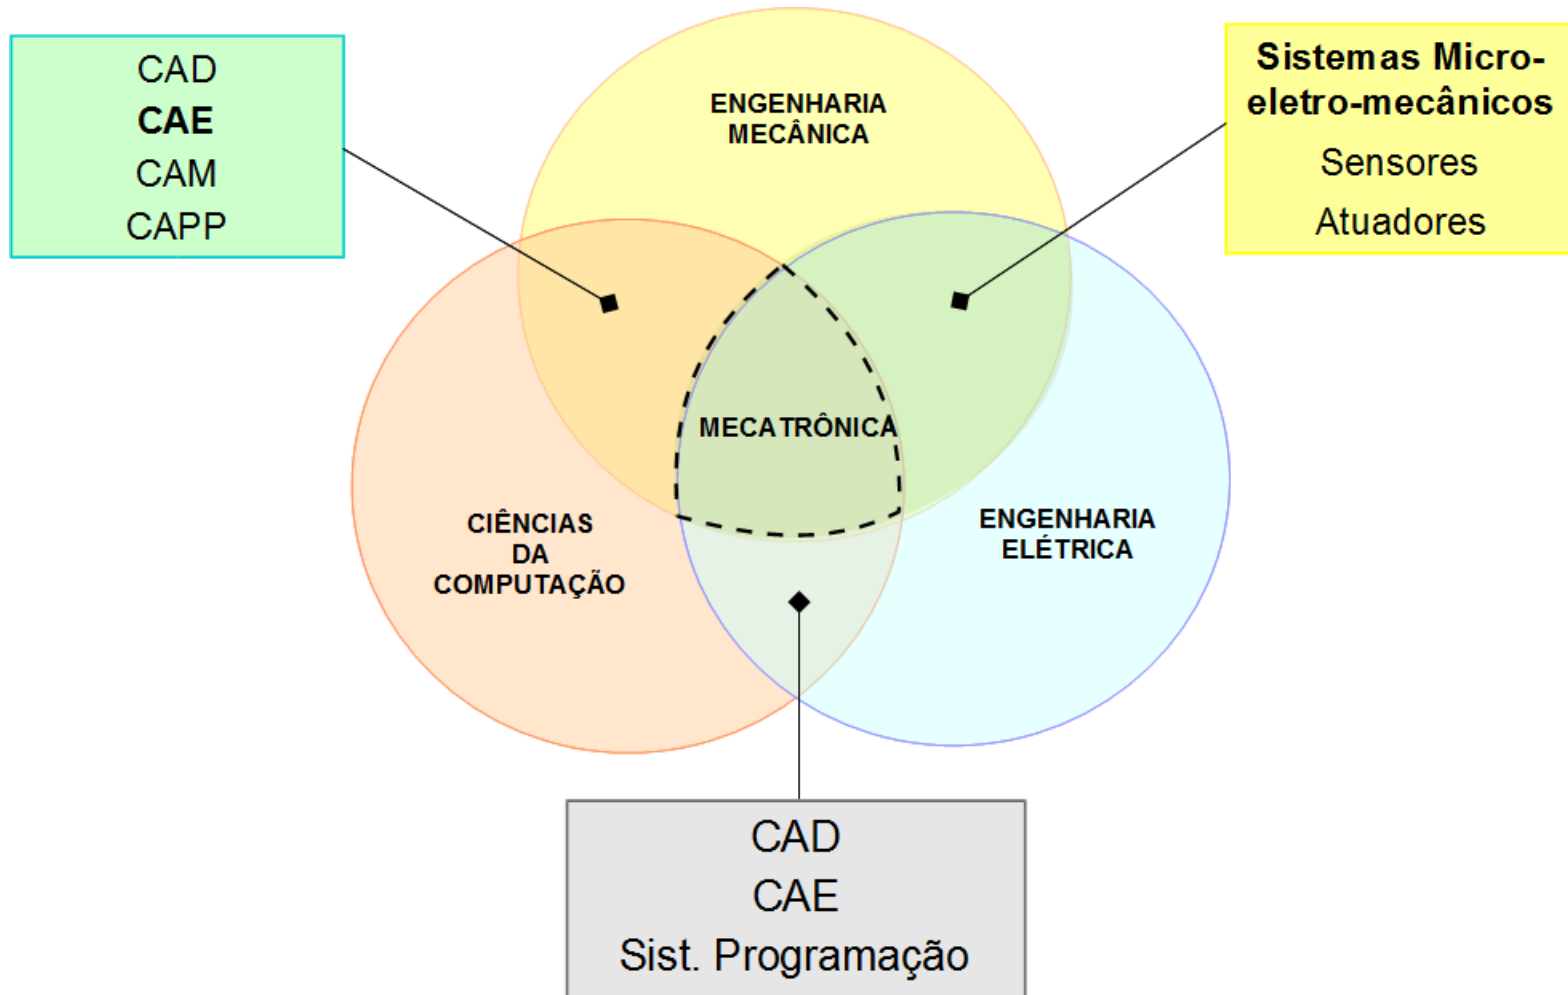 CAD
CAE
CAM
CAPP
ENGENHARIA
MECÂNICA
Sistemas Micro-
eletro-mecânicos
Sensores
Atuadores
MECATRÔNICA
CIÊNCIAS
DA
COMPUTAÇÃO
ENGENHARIA
ELÉTRICA
CAD
CAE
Sist. Programação